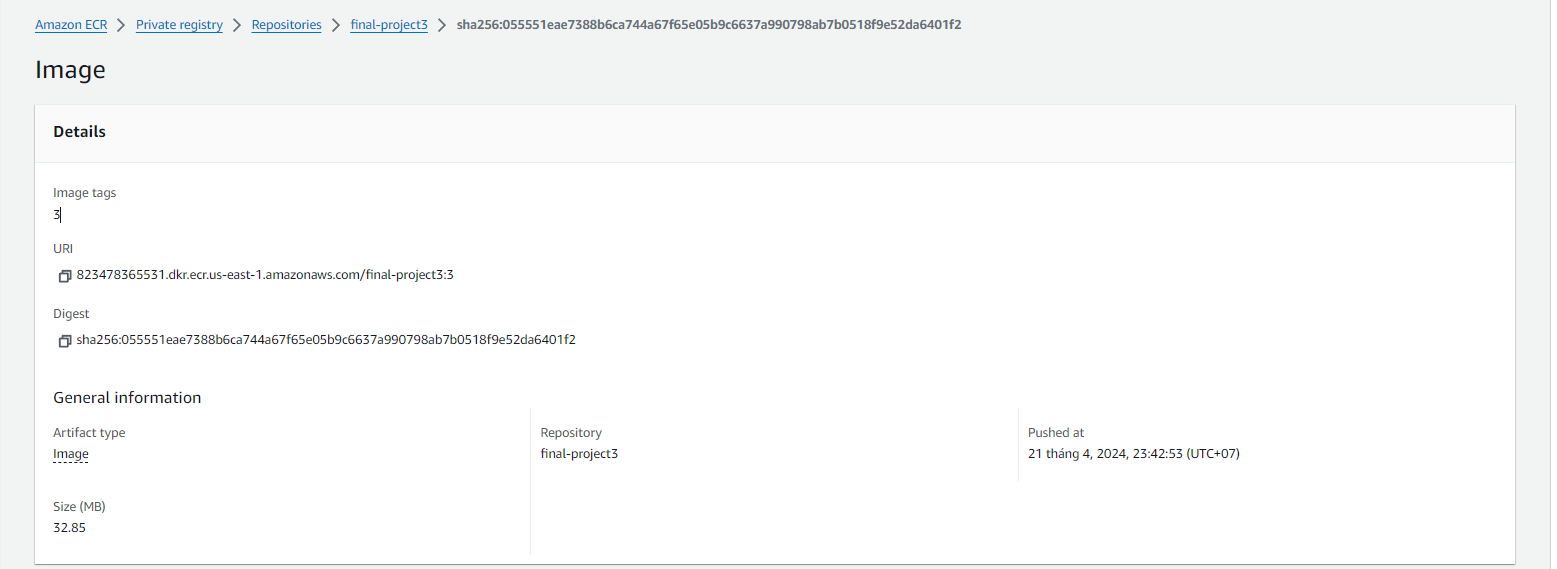 Amazon ECR > Private registry > Repositories > final-project3 > sha256:055551eae7388b6ca744a67f65e05b9c6637a990798ab7b0518f9e52da6401f2
Image
Details
Image tags
3
URI
823478365531.dkr.ecr.us-east-1.amazonaws.com/final-project3:3
Digest
sha256:055551eae7388b6ca744a67f65e05b9c6637a990798ab7b0518f9e52da6401f2
General information
Artifact type
Image
Repository
final-project3
Pushed at
21 tháng 4, 2024, 23:42:53 (UTC+07)
Size (MB)
32.85